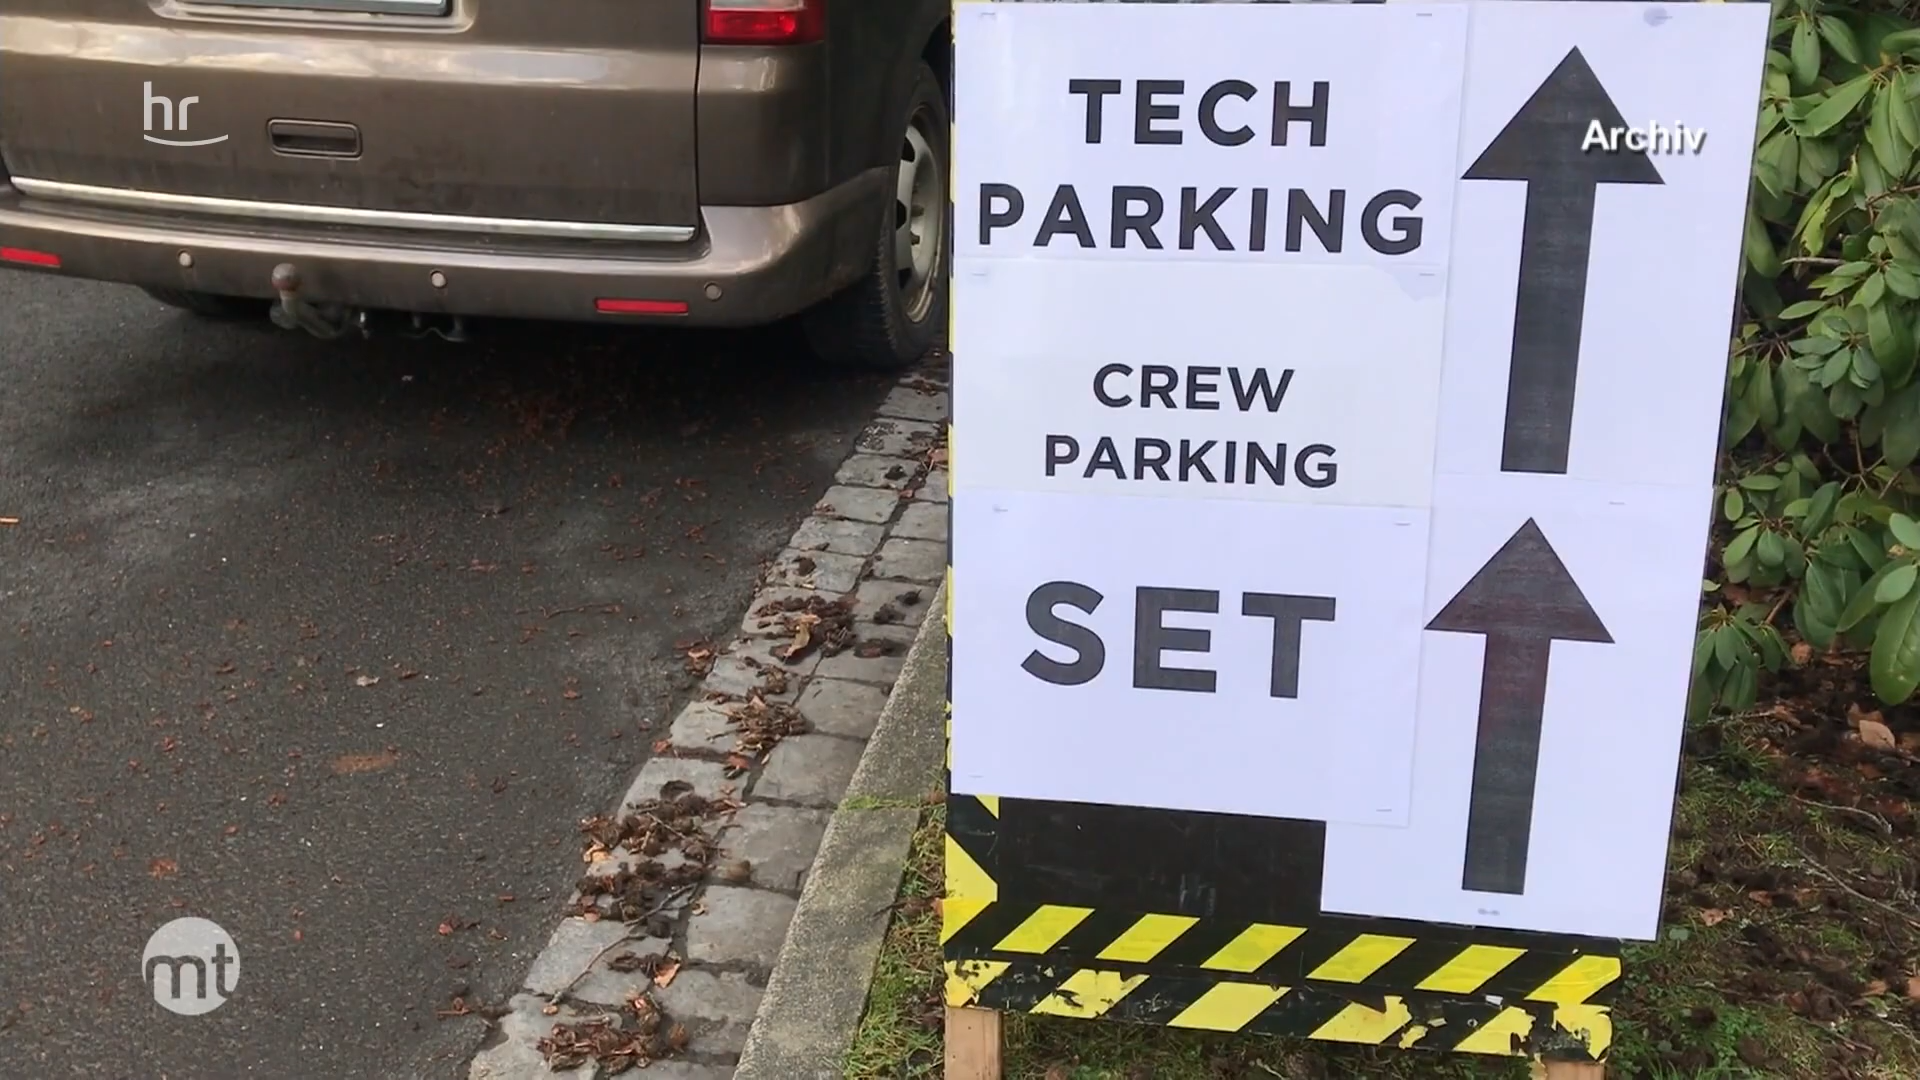 hr
Archiv
TECH
PARKING
CREW
PARKING
SET
mt